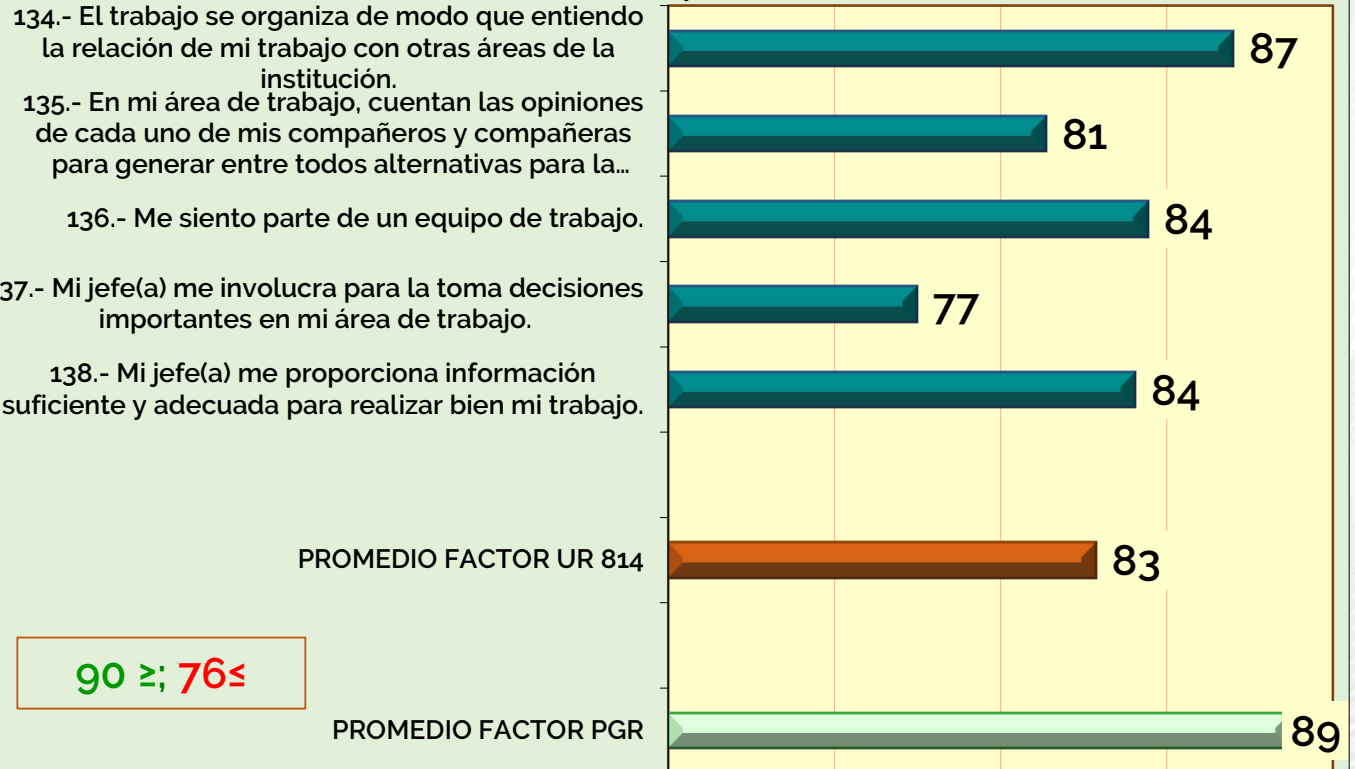 134.- El trabajo se organiza de modo que entiendo
la relación de mi trabajo con otras áreas de la
institución.
87
135.- En mi área de trabajo, cuentan las opiniones
de cada uno de mis compañeros y compañeras
para generar entre todos alternativas para la...
81
136.- Me siento parte de un equipo de trabajo.
84
37.- Mi jefe(a) me involucra para la toma decisiones
importantes en mi área de trabajo.
77
138.- Mi jefe(a) me proporciona información
suficiente y adecuada para realizar bien mi trabajo.
84
PROMEDIO FACTOR UR 814
83
90 ≥; 76≤
PROMEDIO FACTOR PGR
89